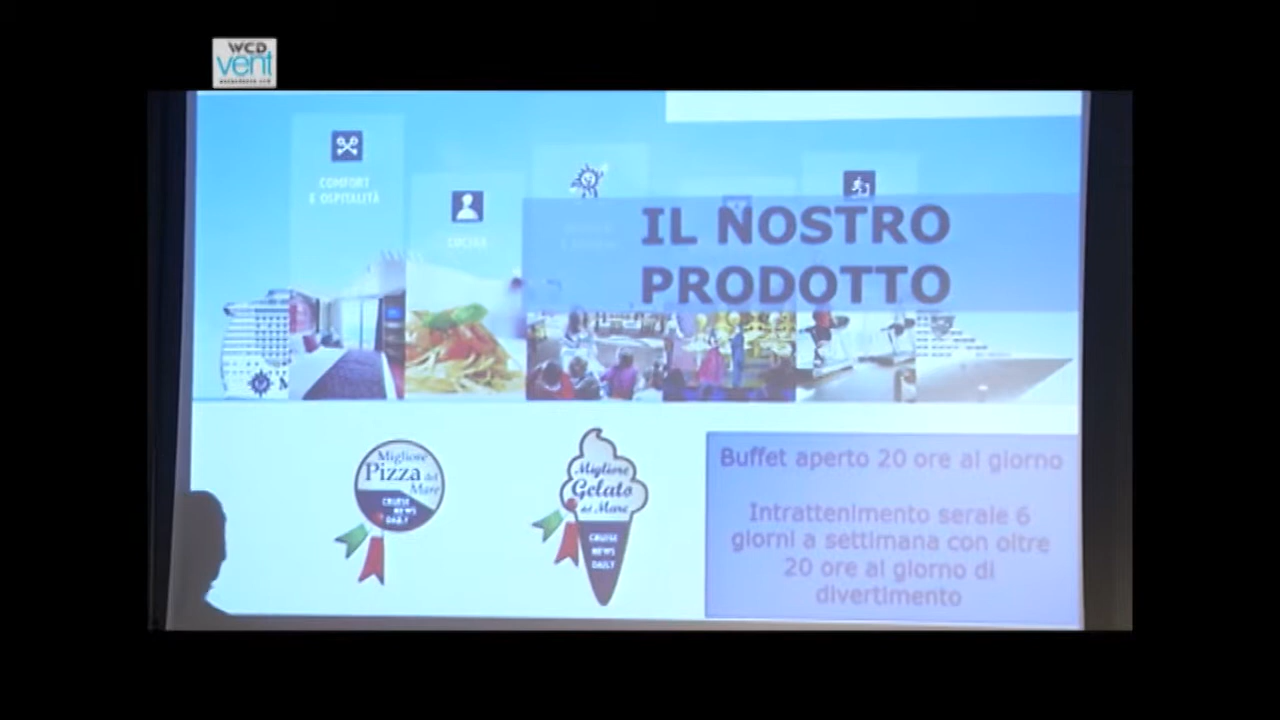 WCD
vent
COMFORT
E OSPITALITÀ
CUCINA
IL NOSTRO
PRODOTTO
Migliore
Pizza del
Mare
CRUISE
NEWS
DAILY
Migliore
Gelato
del Mare
CRUISE
NEWS
DAILY
Buffet aperto 20 ore al giorno
Intrattenimento serale 6
giorni a settimana con oltre
20 ore al giorno di
divertimento